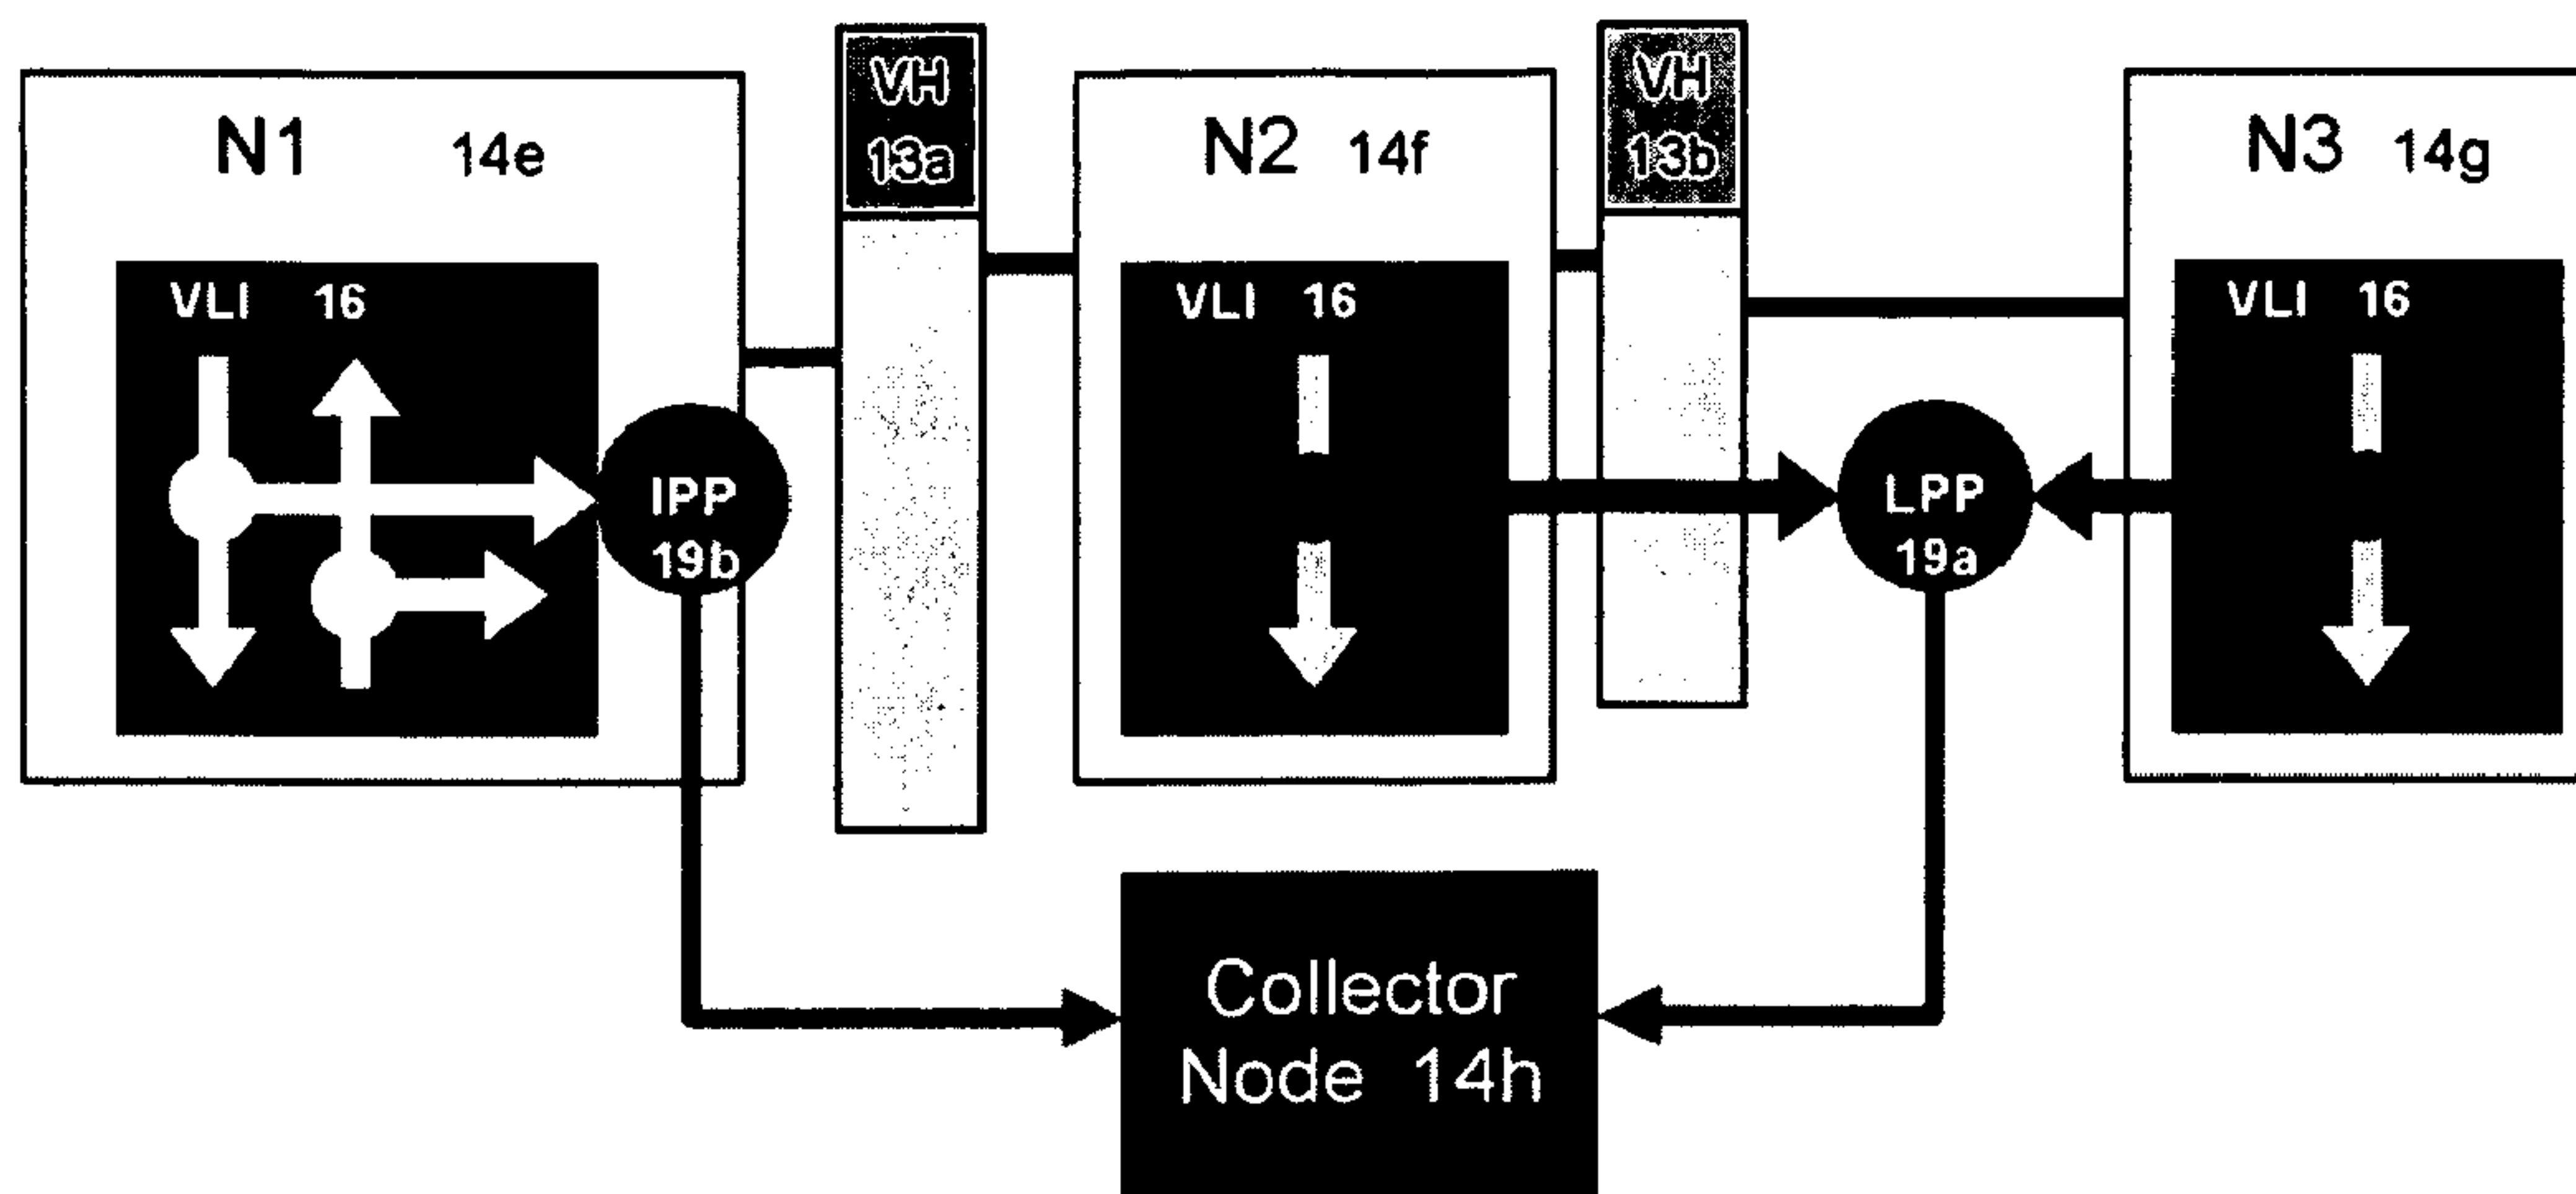 N1 14e
VLI 16
IPP
19b
VH
13a
N2 14f
VLI 16
VH
13b
LPP
19a
N3 14g
VLI 16
Collector
Node 14h